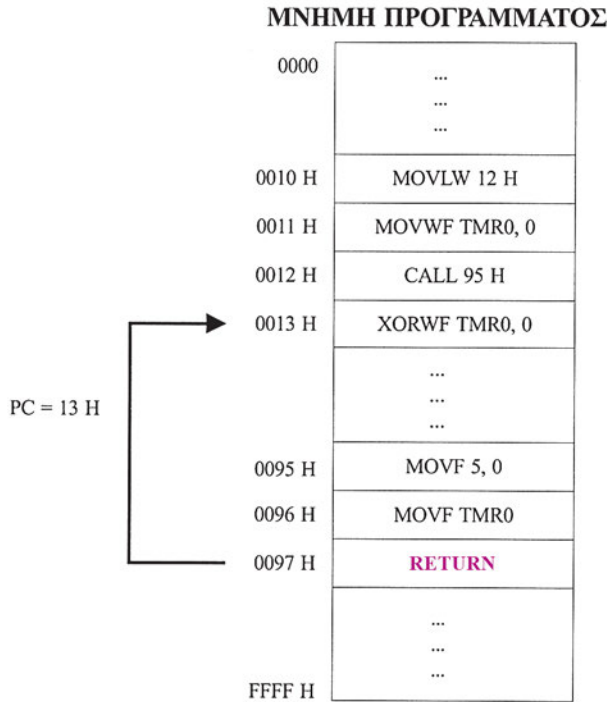 ΜΝΗΜΗ ΠΡΟΓΡΑΜΜΑΤΟΣ
0000
...
...
...
0010 H MOVLW 12 H
0011 H MOVWF TMR0, 0
0012 H CALL 95 H
0013 H XORWF TMR0, 0
...
...
...
PC = 13 H
0095 H MOVF 5, 0
0096 H MOVF TMR0
0097 H RETURN
...
...
...
FFFF H